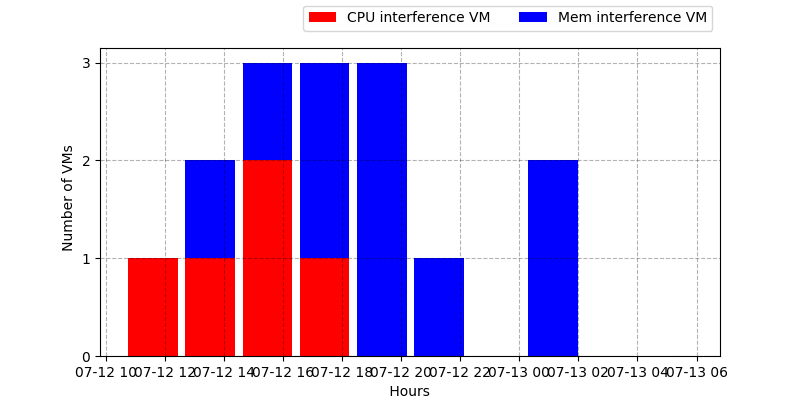 CPU interference VM Mem interference VM
3
2
1
0
Number of VMs
07-12 10 07-12 12 07-12 14 07-12 16 07-12 18 07-12 20 07-12 22 07-13 00 07-13 02 07-13 04 07-13 06
Hours